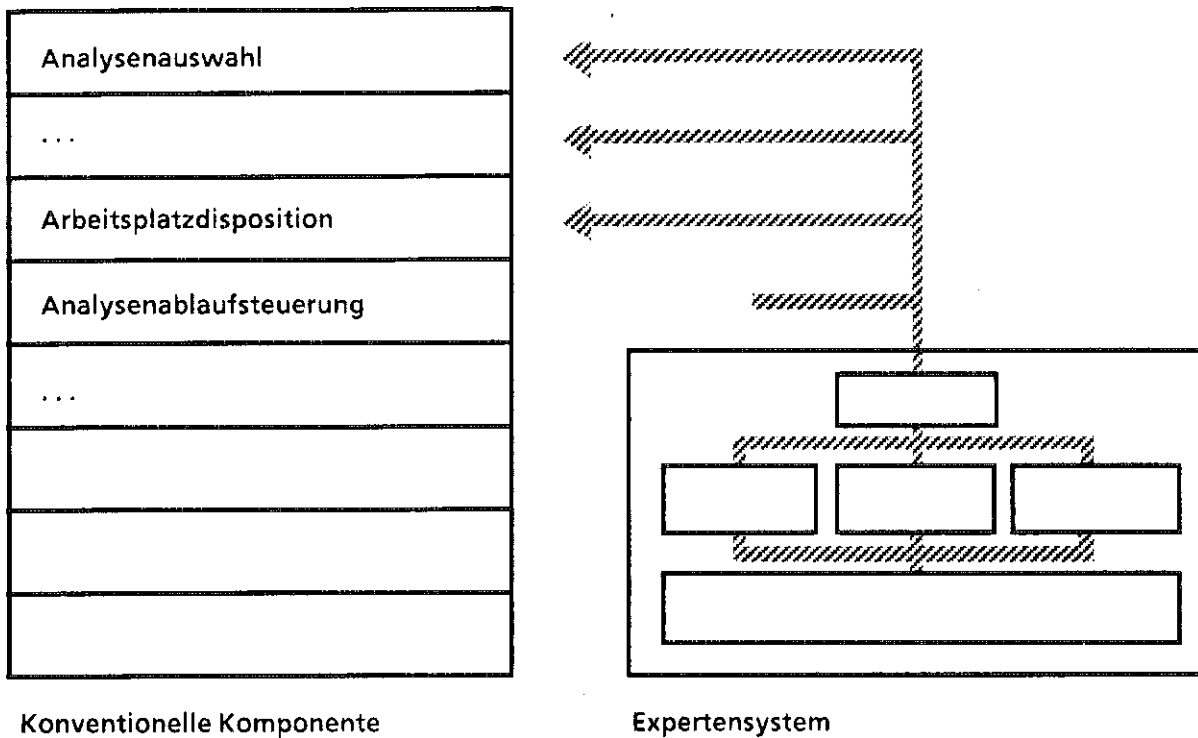 Analysenauswahl
. . .
Arbeitsplatzdisposition
Analysenablaufsteuerung
. . .
Konventionelle Komponente
Expertensystem